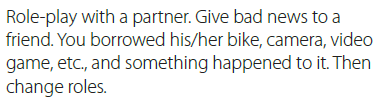 Role-play with a partner. Give bad news to a
friend. You borrowed his/her bike, camera, video
game, etc., and something happened to it. Then
change roles.